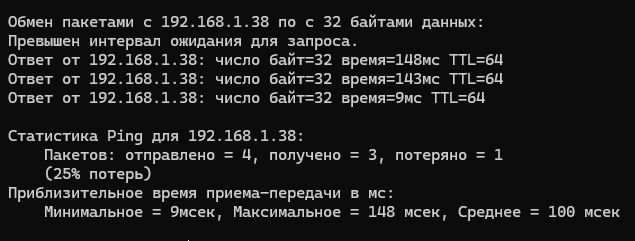 Обмен пакетами с 192.168.1.38 по с 32 байтами данных:
Превышен интервал ожидания для запроса.
Ответ от 192.168.1.38: число байт=32 время=148мс TTL=64
Ответ от 192.168.1.38: число байт=32 время=143мс TTL=64
Ответ от 192.168.1.38: число байт=32 время=9мс TTL=64
Статистика Ping для 192.168.1.38:
Пакетов: отправлено = 4, получено = 3, потеряно = 1
(25% потерь)
Приблизительное время приема-передачи в мс:
Минимальное = 9мсек, Максимальное = 148 мсек, Среднее = 100 мсек